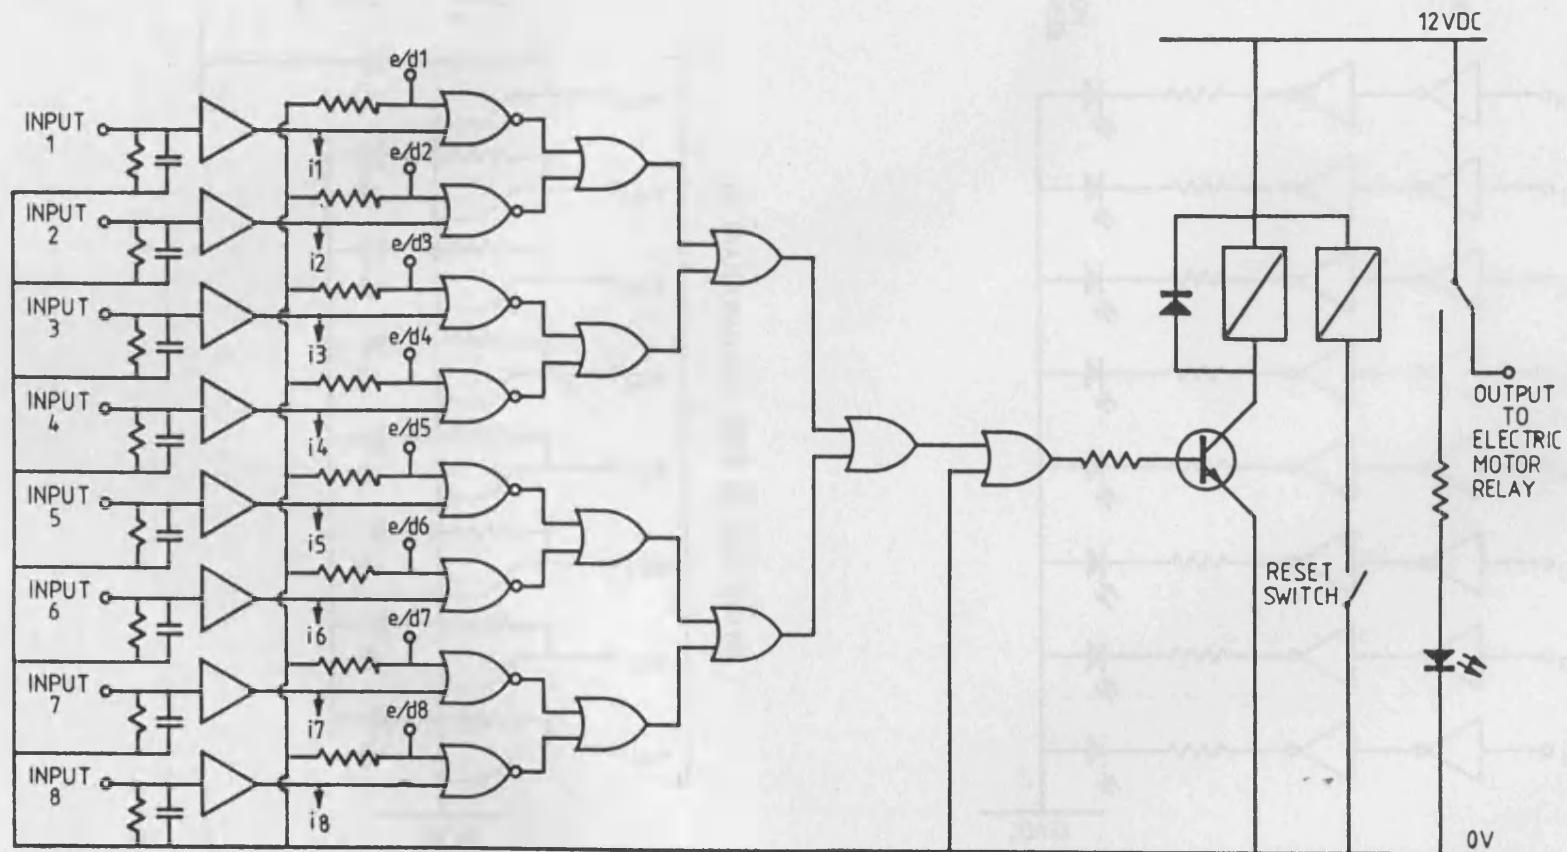 12VDC
e/d1
INPUT
1
i1
e/d2
INPUT
2
i2
e/d3
INPUT
3
i3
e/d4
INPUT
4
i4
e/d5
INPUT
5
i5
e/d6
INPUT
6
i6
e/d7
INPUT
7
i7
e/d8
INPUT
8
i8
OUTPUT
TO
ELECTRIC
MOTOR
RELAY
RESET
SWITCH
0V